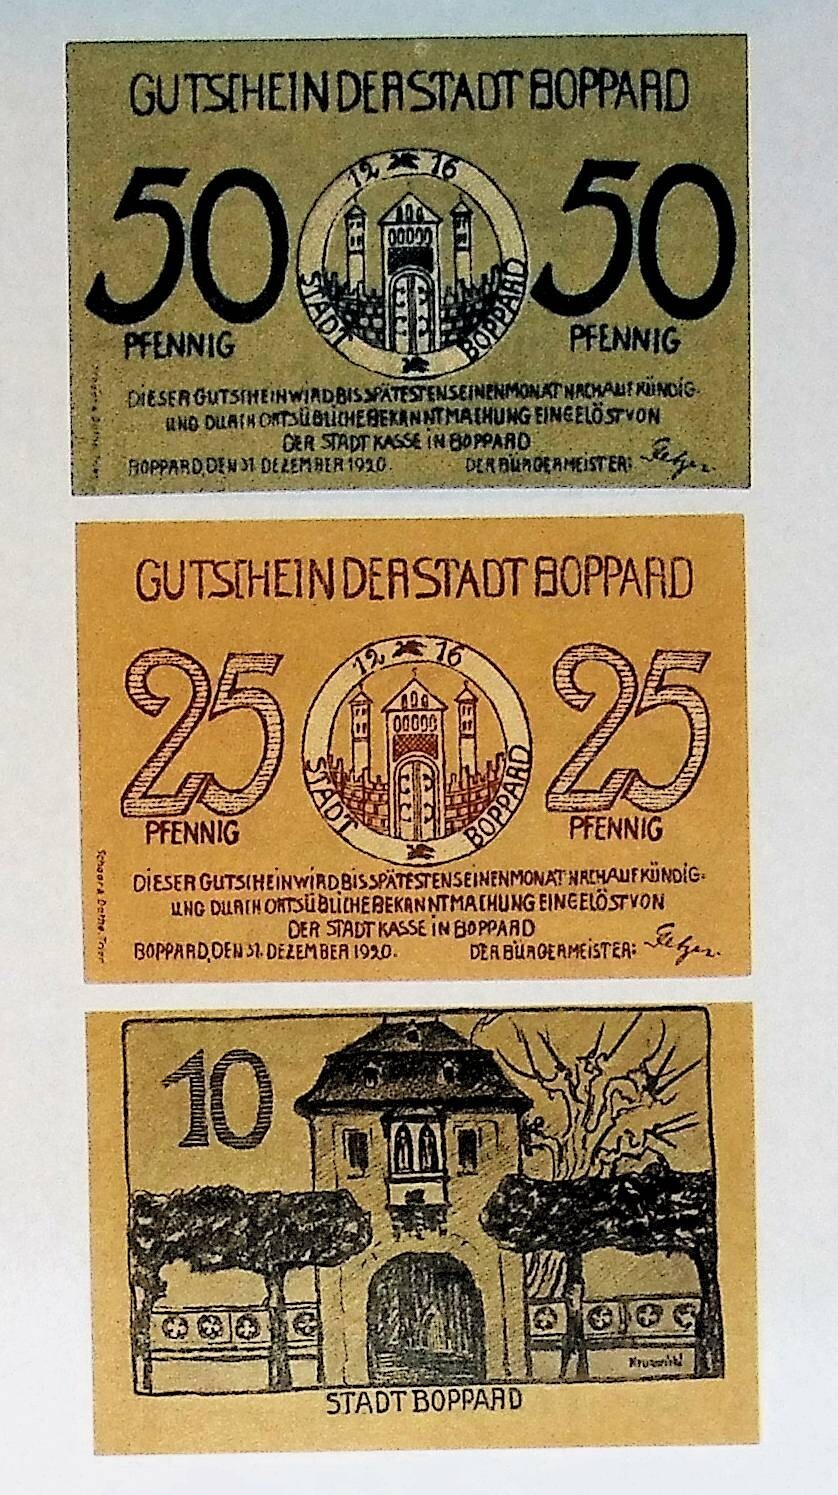 GUTSCHEIN DER STADT BOPPARD
50 50
12 16
STADT BOPPARD
PFENNIG PFENNIG
DIESER GUTSCHEIN WIRD BIS SPÄTESTENS EINEN MONAT NACH AUFKÜNDIG-
UNG DURCH ORTSÜBLICHE BEKANNTMACHUNG EINGELÖST VON
DER STADTKASSE IN BOPPARD
BOPPARD, DEN 31. DEZEMBER 1920. DER BÜRGERMEISTER:
GUTSCHEIN DER STADT BOPPARD
25 25
12 16
STADT BOPPARD
PFENNIG PFENNIG
DIESER GUTSCHEIN WIRD BIS SPÄTESTENS EINEN MONAT NACH AUFKÜNDIG-
UNG DURCH ORTSÜBLICHE BEKANNTMACHUNG EINGELÖST VON
DER STADTKASSE IN BOPPARD
BOPPARD, DEN 31. DEZEMBER 1920. DER BÜRGERMEISTER:
10
STADT BOPPARD